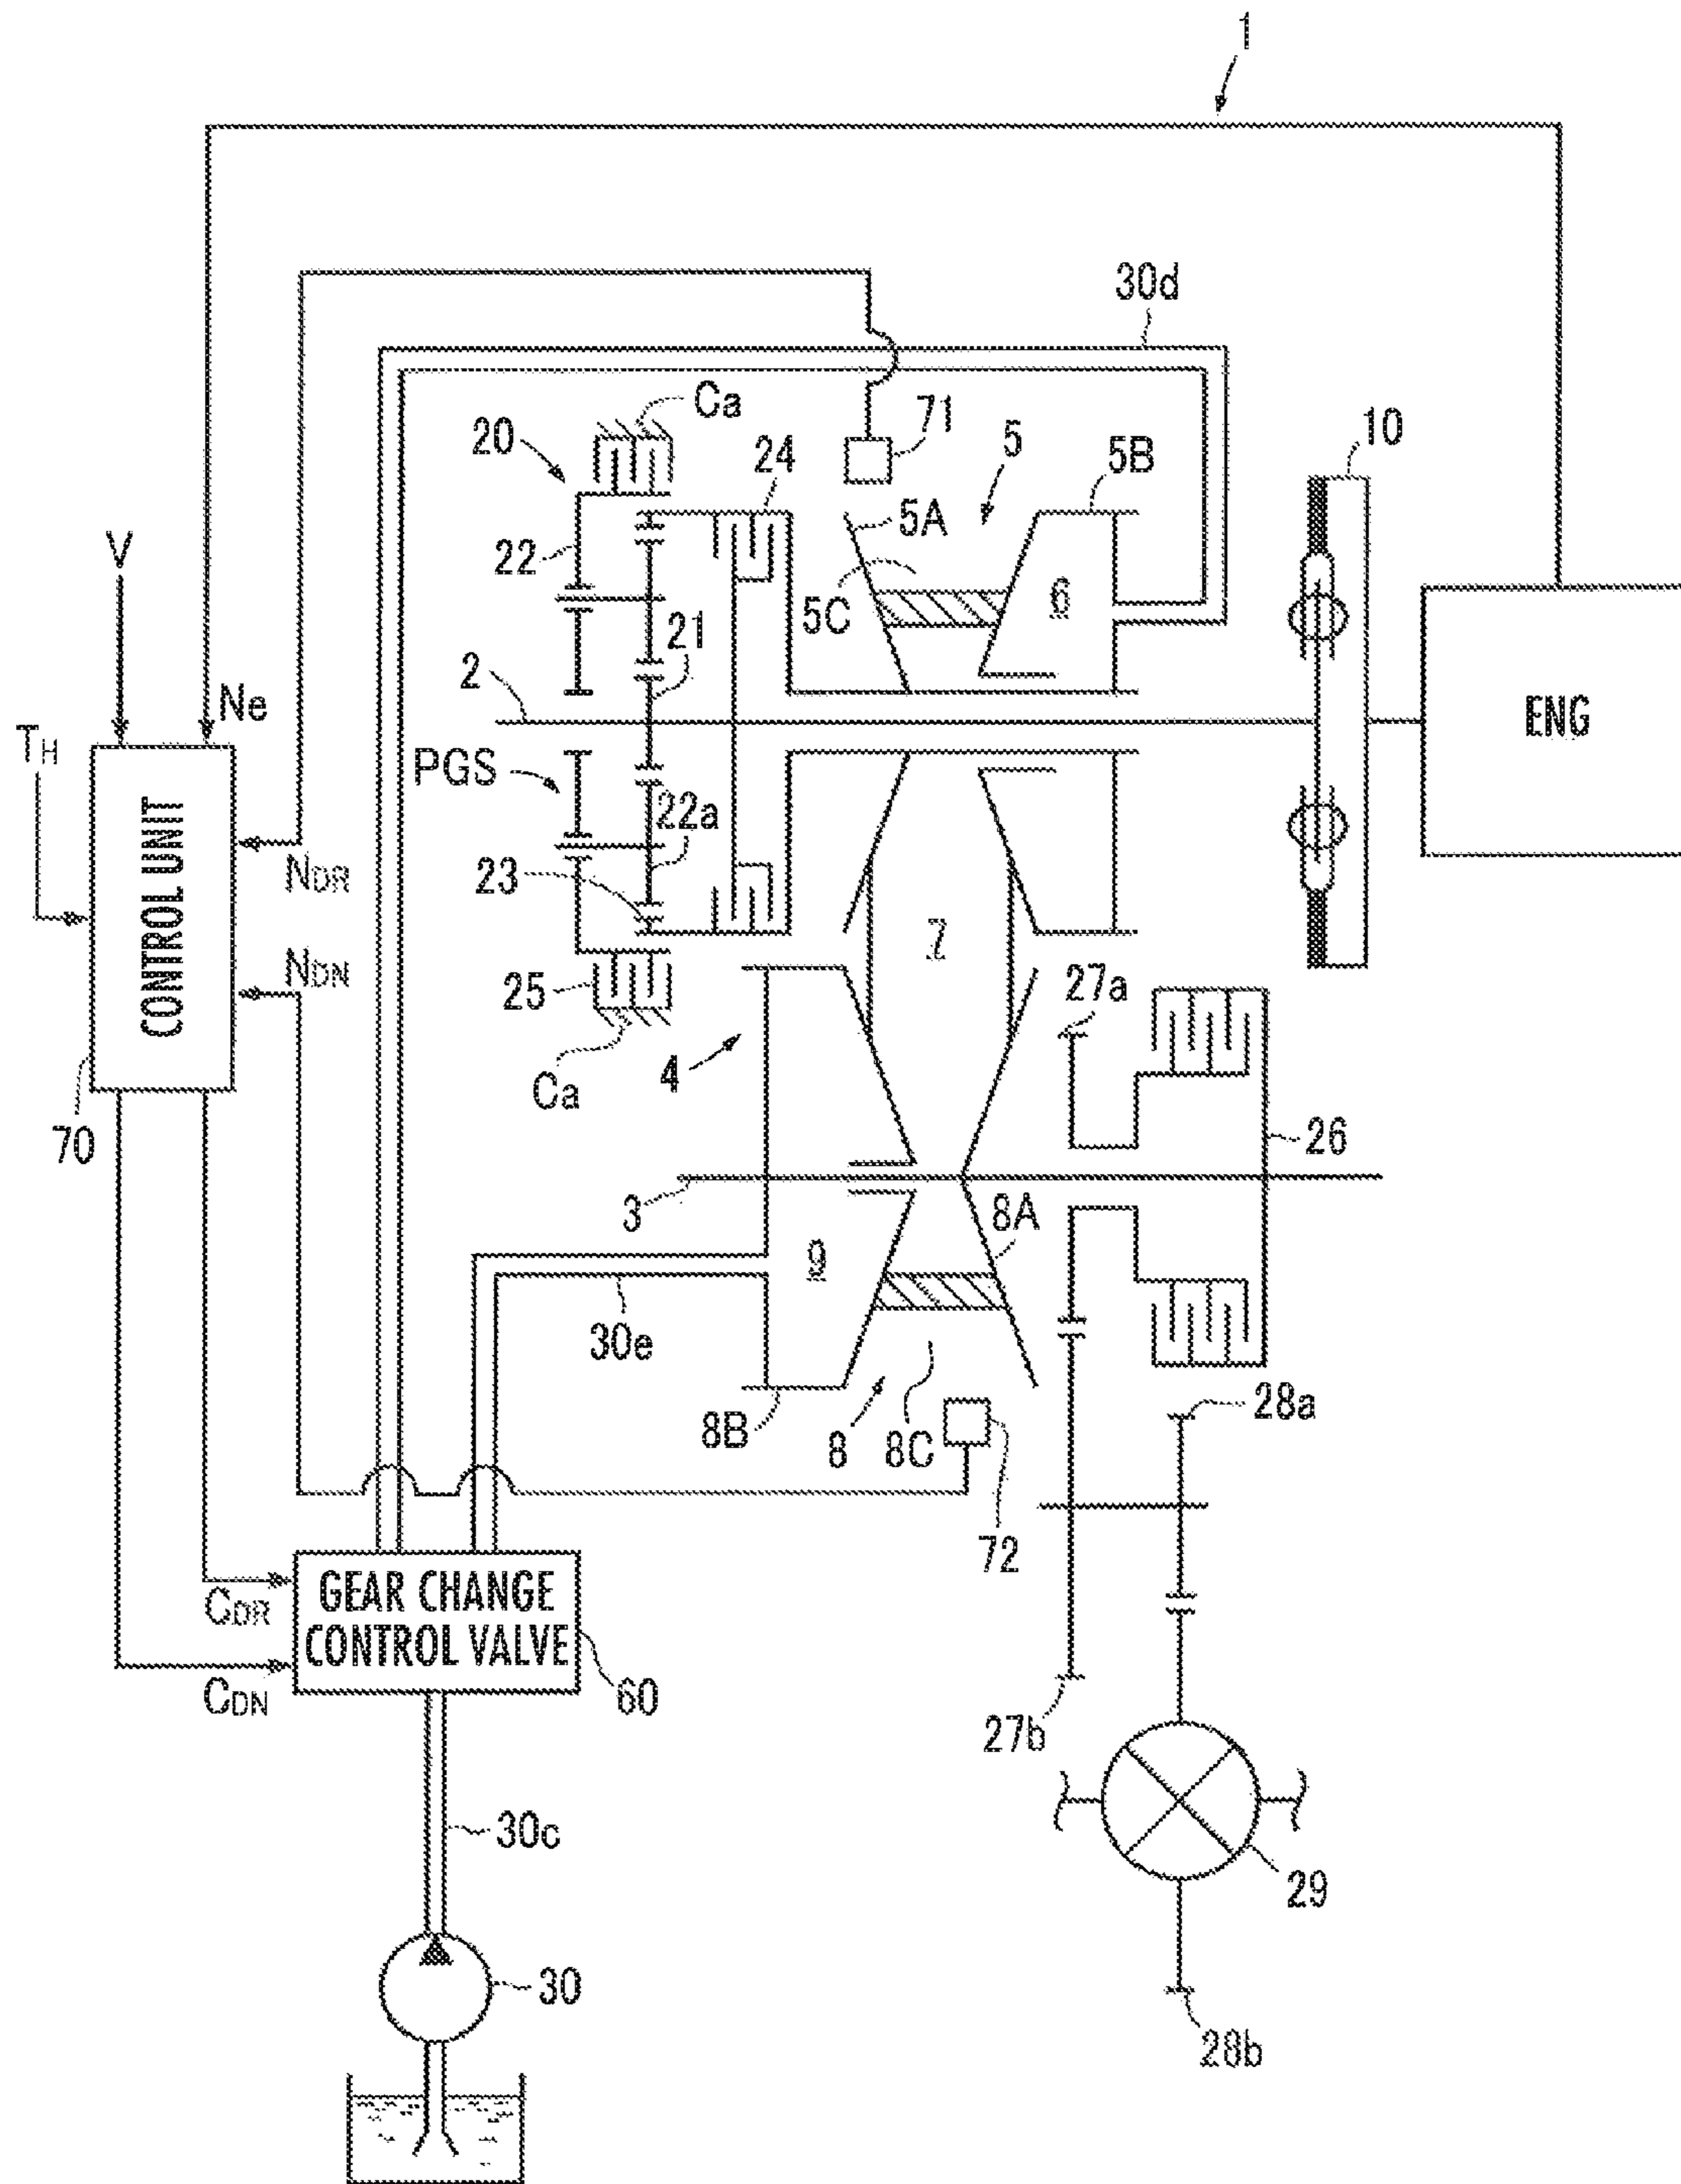 1
30d
Ca
71
5
10
20
24
5B
5A
V
22
5C
6
21
2
Ne
ENG
TH
PGS
CONTROL UNIT
22a
NDR
23
7
NDN
25
27a
4
Ca
70
26
3
8A
9
30e
28a
8B
8
8C
72
CDR
GEAR CHANGE
CONTROL VALVE
CDN
60
27b
30c
29
30
28b